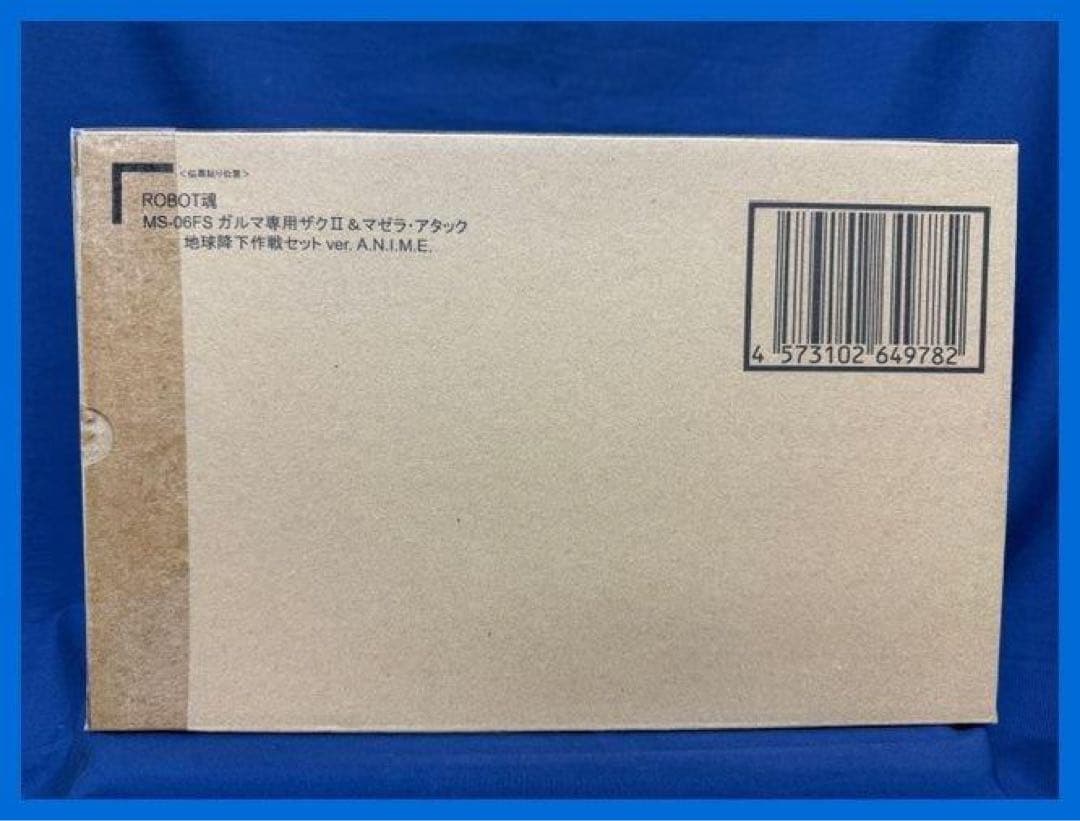 ＜伝票貼り位置＞
ROBOT魂
MS-06FS ガルマ専用ザクⅡ＆マゼラ・アタック
地球降下作戦セット ver. A.N.I.M.E.
4 573102 649782